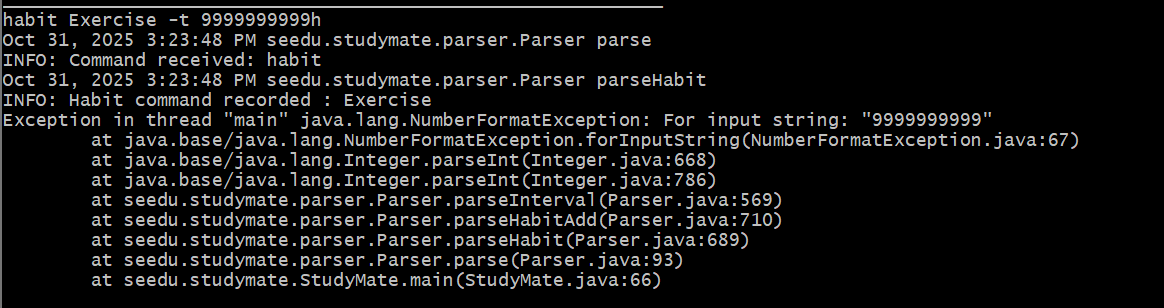 habit Exercise -t 9999999999h
Oct 31, 2025 3:23:48 PM seedu.studymate.parser.Parser parse
INFO: Command received: habit
Oct 31, 2025 3:23:48 PM seedu.studymate.parser.Parser parseHabit
INFO: Habit command recorded : Exercise
Exception in thread "main" java.lang.NumberFormatException: For input string: "9999999999"
        at java.base/java.lang.NumberFormatException.forInputString(NumberFormatException.java:67)
        at java.base/java.lang.Integer.parseInt(Integer.java:668)
        at java.base/java.lang.Integer.parseInt(Integer.java:786)
        at seedu.studymate.parser.Parser.parseInterval(Parser.java:569)
        at seedu.studymate.parser.Parser.parseHabitAdd(Parser.java:710)
        at seedu.studymate.parser.Parser.parseHabit(Parser.java:689)
        at seedu.studymate.parser.Parser.parse(Parser.java:93)
        at seedu.studymate.StudyMate.main(StudyMate.java:66)